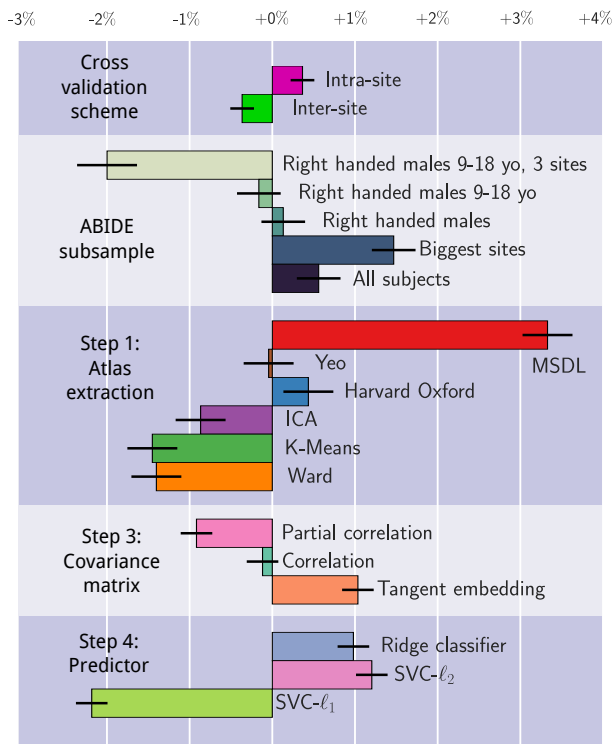 -3% -2% -1% +0% +1% +2% +3% +4%
Cross
validation
scheme
Intra-site
Inter-site
ABIDE
subsample
Right handed males 9-18 yo, 3 sites
Right handed males 9-18 yo
Right handed males
Biggest sites
All subjects
Step 1:
Atlas
extraction
MSDL
Yeo
Harvard Oxford
ICA
K-Means
Ward
Step 3:
Covariance
matrix
Partial correlation
Correlation
Tangent embedding
Step 4:
Predictor
Ridge classifier
SVC-ℓ₂
SVC-ℓ₁